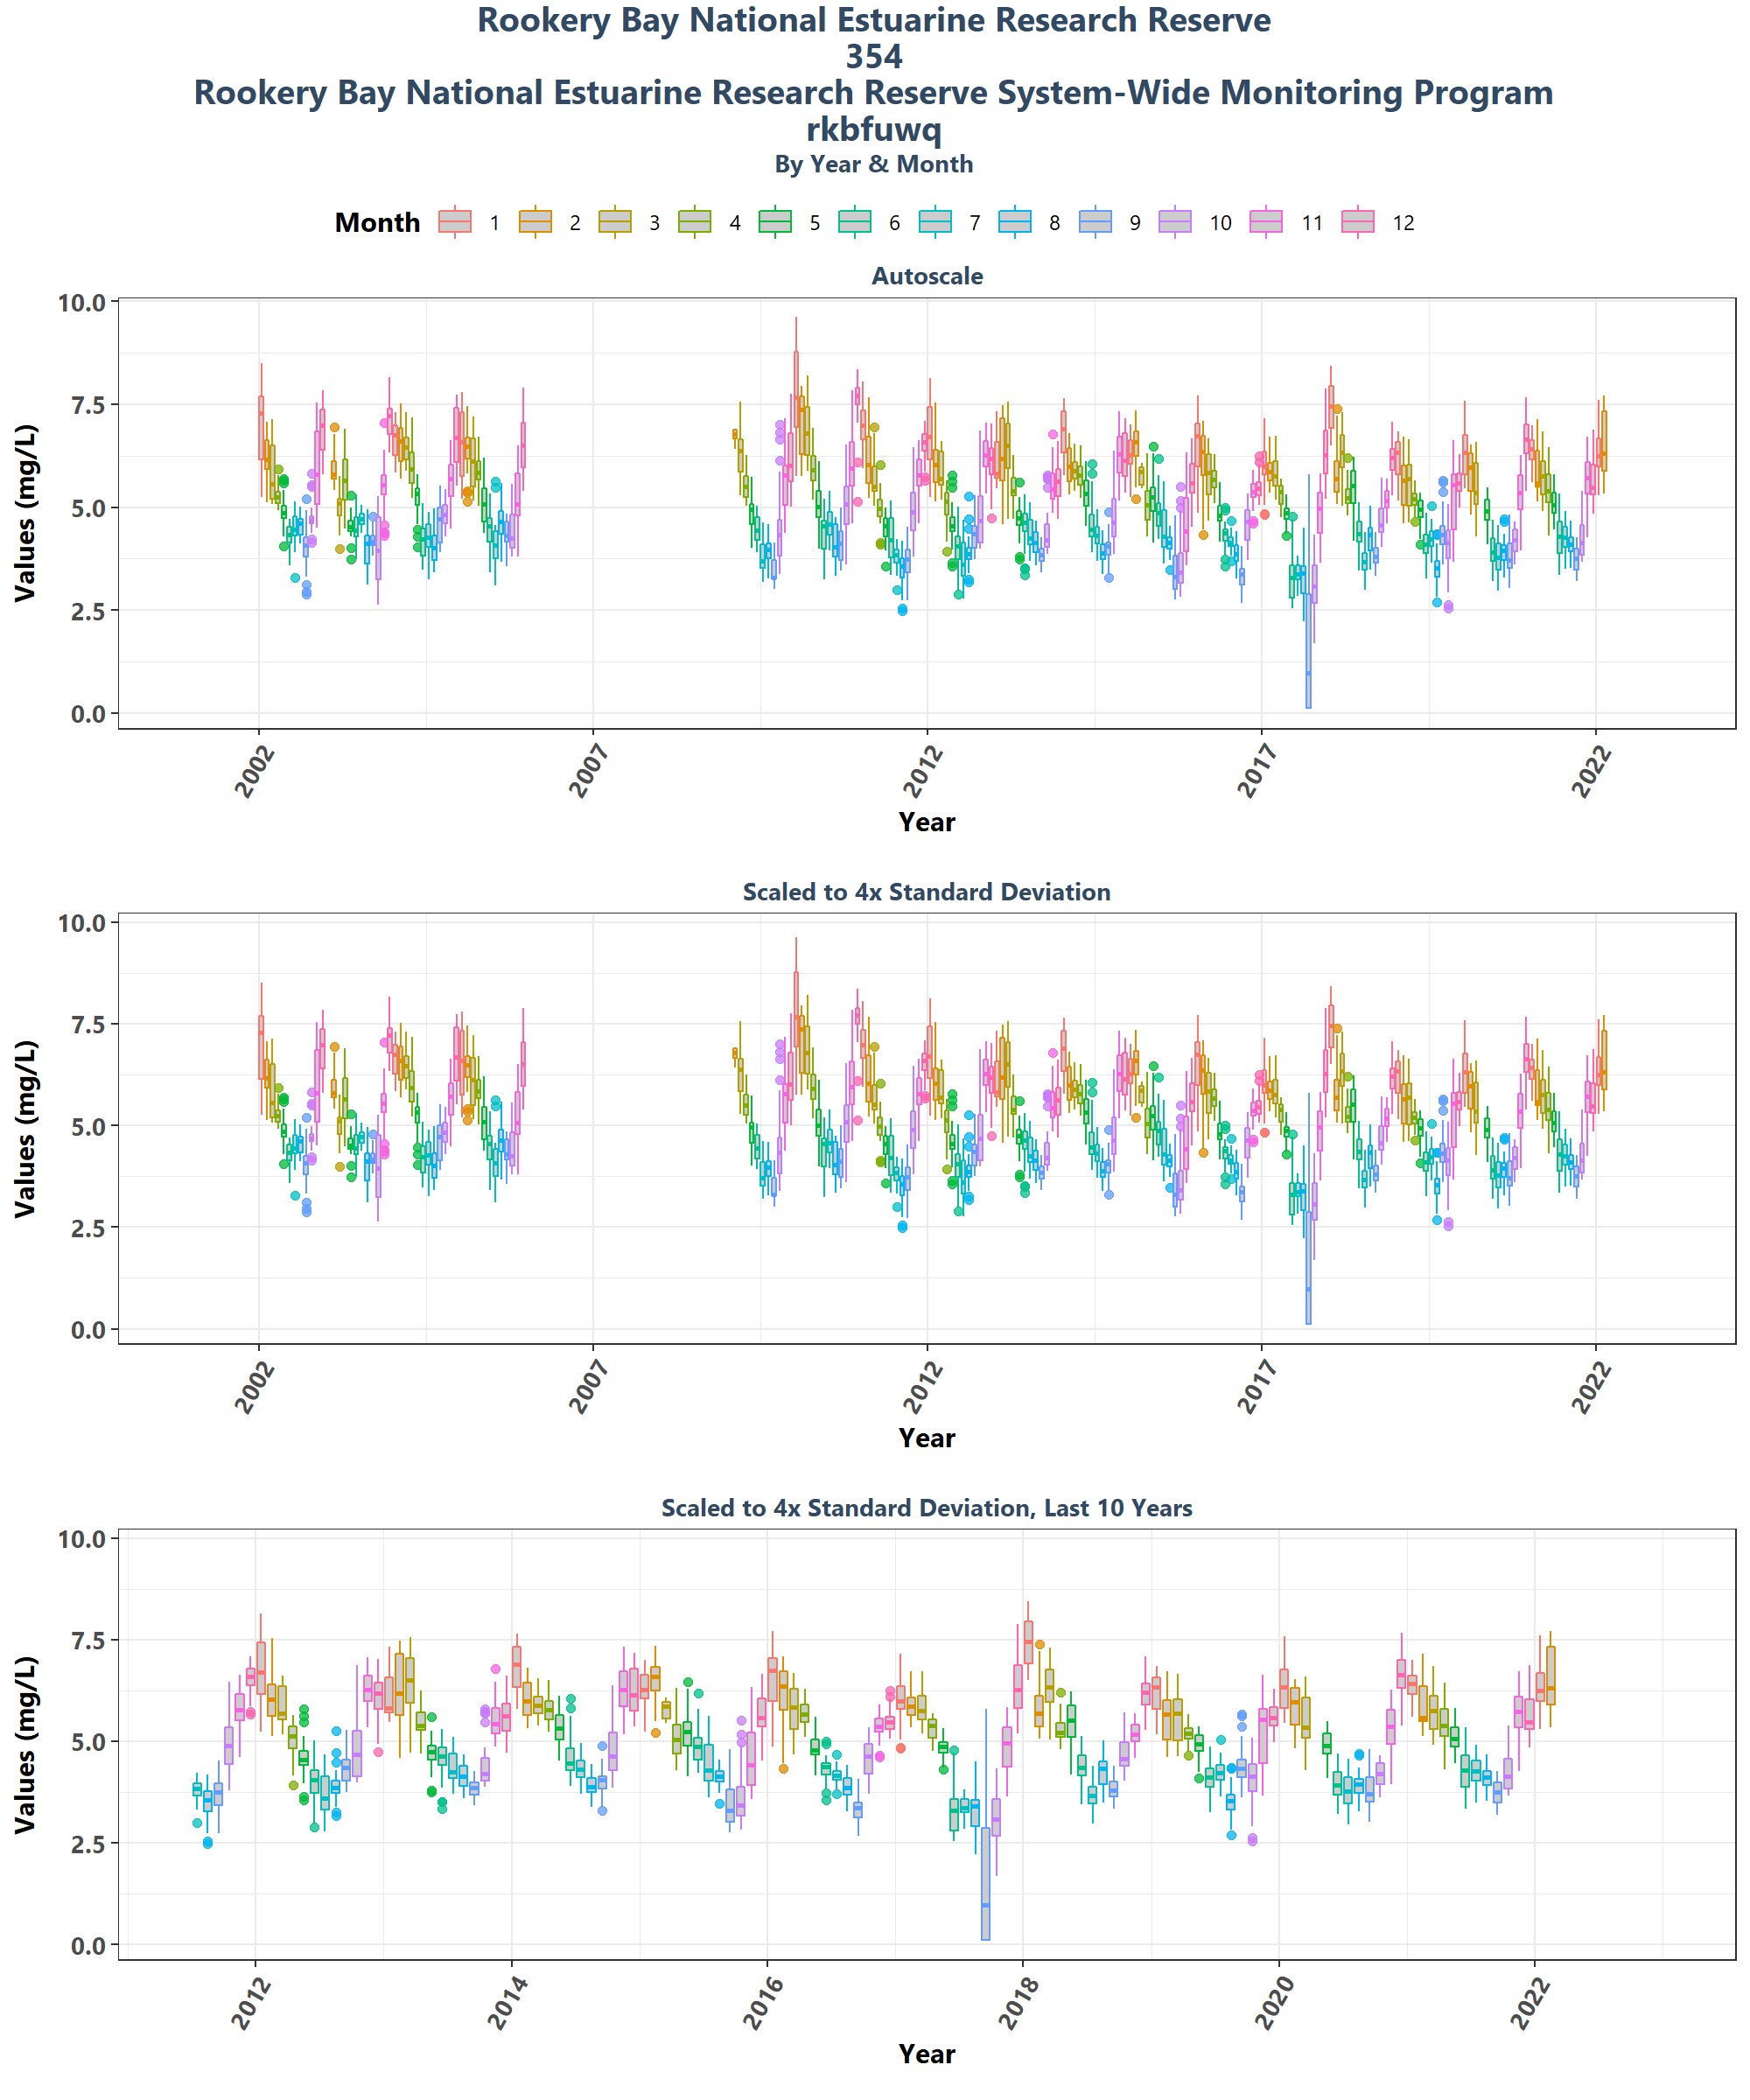 Rookery Bay National Estuarine Research Reserve
354
Rookery Bay National Estuarine Research Reserve System-Wide Monitoring Program
rkbfuwq
By Year & Month
Month 1 2 3 4 5 6 7 8 9 10 11 12
Autoscale
Values (mg/L)
10.0
7.5
5.0
2.5
0.0
2002 2007 2012 2017 2022
Year
Scaled to 4x Standard Deviation
Values (mg/L)
10.0
7.5
5.0
2.5
0.0
2002 2007 2012 2017 2022
Year
Scaled to 4x Standard Deviation, Last 10 Years
Values (mg/L)
10.0
7.5
5.0
2.5
0.0
2012 2014 2016 2018 2020 2022
Year